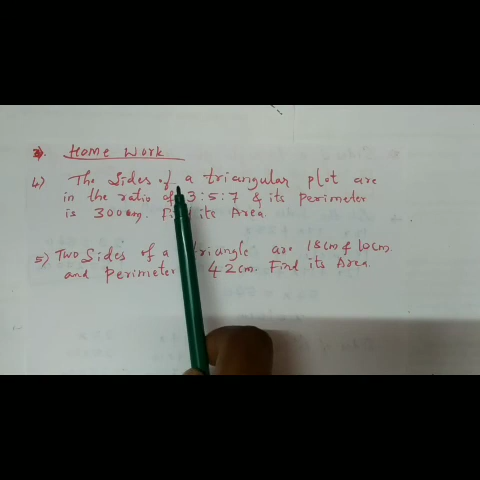 3). Home Work
4) The Sides of a triangular plot are
in the ratio of 3:5:7 & its perimeter
is 300m. Find its Area.
5) Two Sides of a triangle are 18cm & 10cm
and Perimeter 42cm. Find its Area.